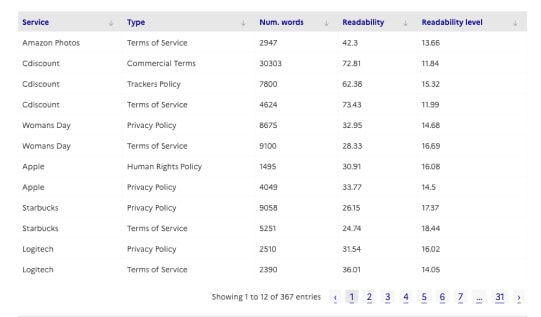 Service ↓ Type ↓ Num. words ↓ Readability ↓ Readability level ↓
Amazon Photos Terms of Service 2947 42.3 13.66
Cdiscount Commercial Terms 30303 72.81 11.84
Cdiscount Trackers Policy 7800 62.38 15.32
Cdiscount Terms of Service 4624 73.43 11.99
Womans Day Privacy Policy 8675 32.95 14.68
Womans Day Terms of Service 9100 28.33 16.69
Apple Human Rights Policy 1495 30.91 16.08
Apple Privacy Policy 4049 33.77 14.5
Starbucks Privacy Policy 9058 26.15 17.37
Starbucks Terms of Service 5251 24.74 18.44
Logitech Privacy Policy 2510 31.54 16.02
Logitech Terms of Service 2390 36.01 14.05
Showing 1 to 12 of 367 entries ‹ 1 2 3 4 5 6 7 ... 31 ›